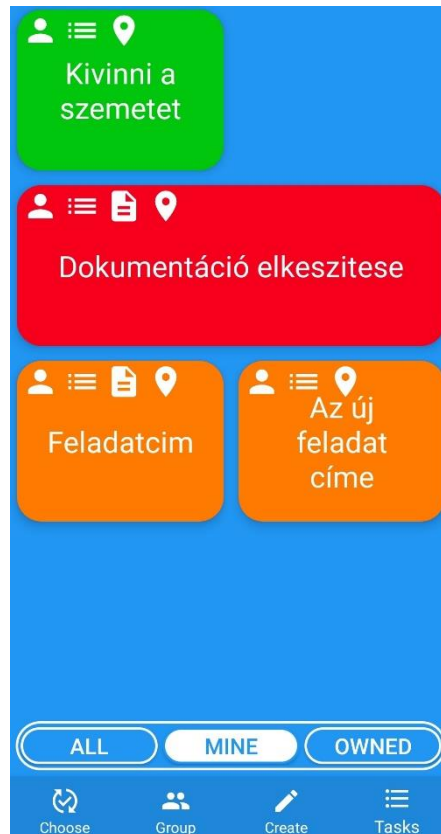 Kivinni a
szemetet
Dokumentáció elkeszitese
Feladatcim
Az új
feladat
címe
ALL
MINE
OWNED
Choose
Group
Create
Tasks